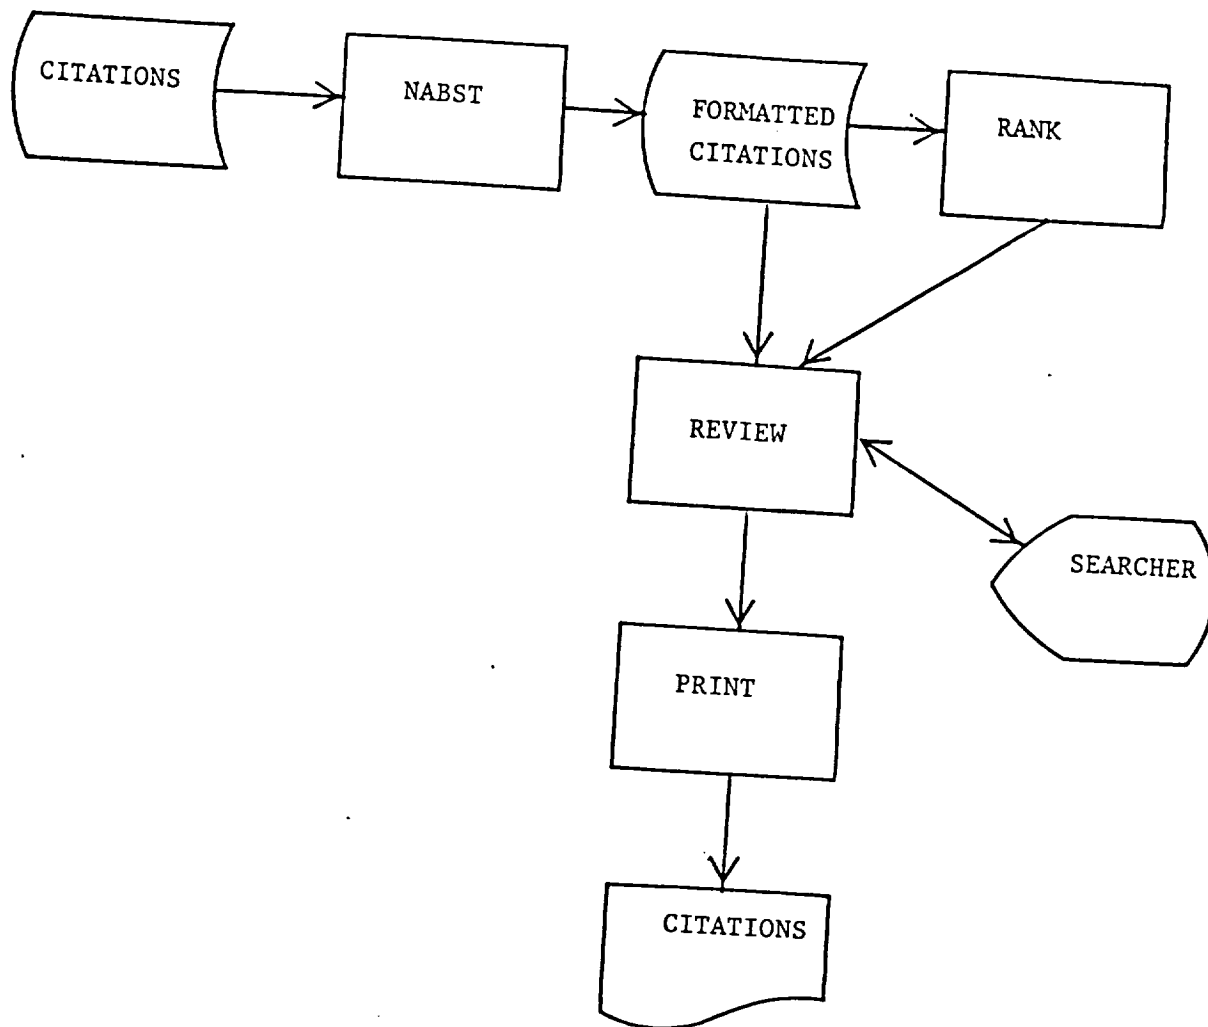 CITATIONS
NABST
FORMATTED
CITATIONS
RANK
REVIEW
SEARCHER
PRINT
CITATIONS